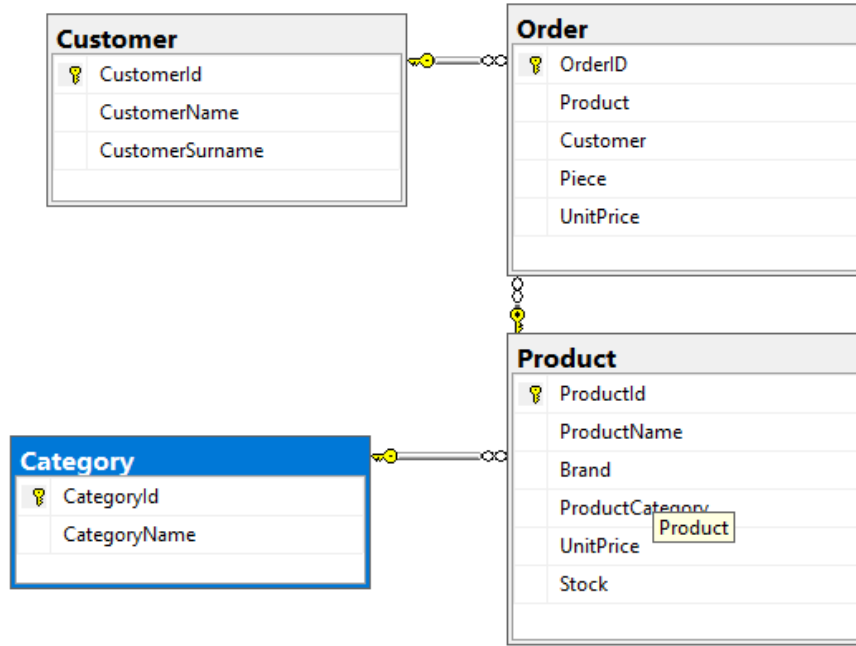 Customer
CustomerId
CustomerName
CustomerSurname
Order
OrderID
Product
Customer
Piece
UnitPrice
Product
ProductId
ProductName
Brand
ProductCategory
Product
UnitPrice
Stock
Category
CategoryId
CategoryName